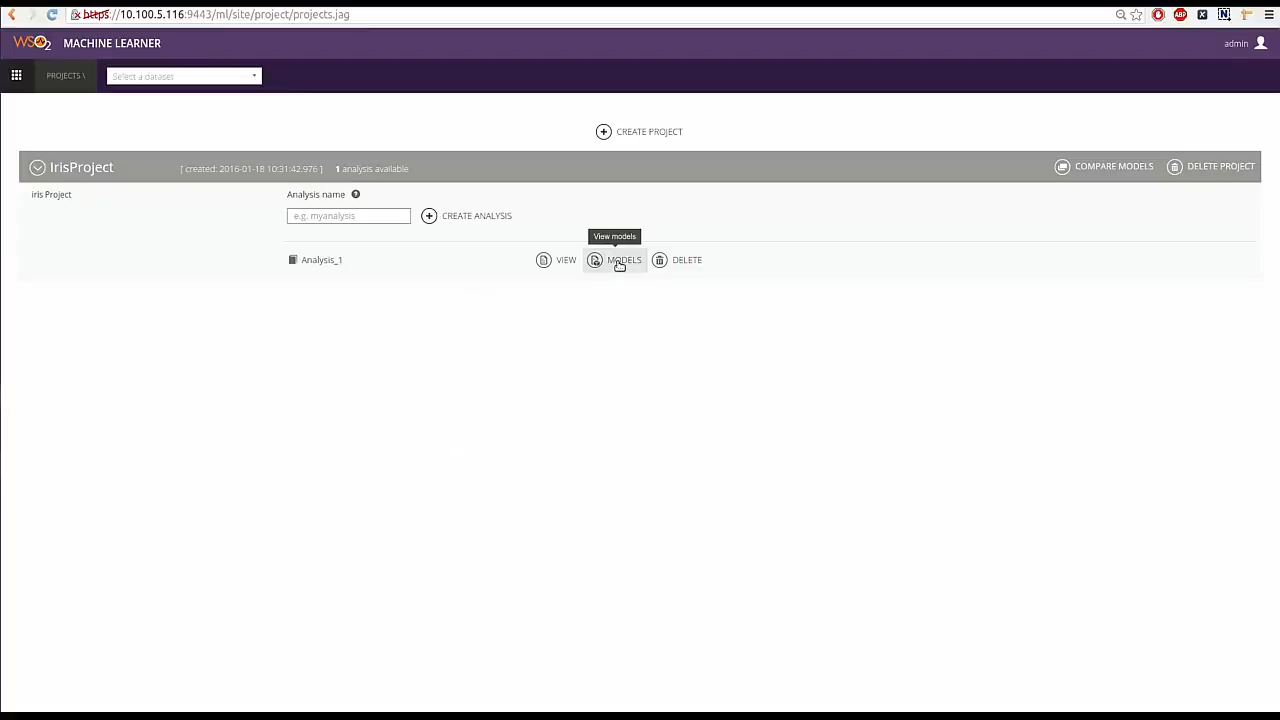 https://10.100.5.116:9443/ml/site/project/projects.jag
ABP
WSO2 MACHINE LEARNER
admin
PROJECTS \
Select a dataset
CREATE PROJECT
IrisProject [ created: 2016-01-18 10:31:42.976 ] 1 analysis available COMPARE MODELS DELETE PROJECT
iris Project
Analysis name ?
e.g. myanalysis CREATE ANALYSIS
View models
Analysis_1 VIEW MODELS DELETE